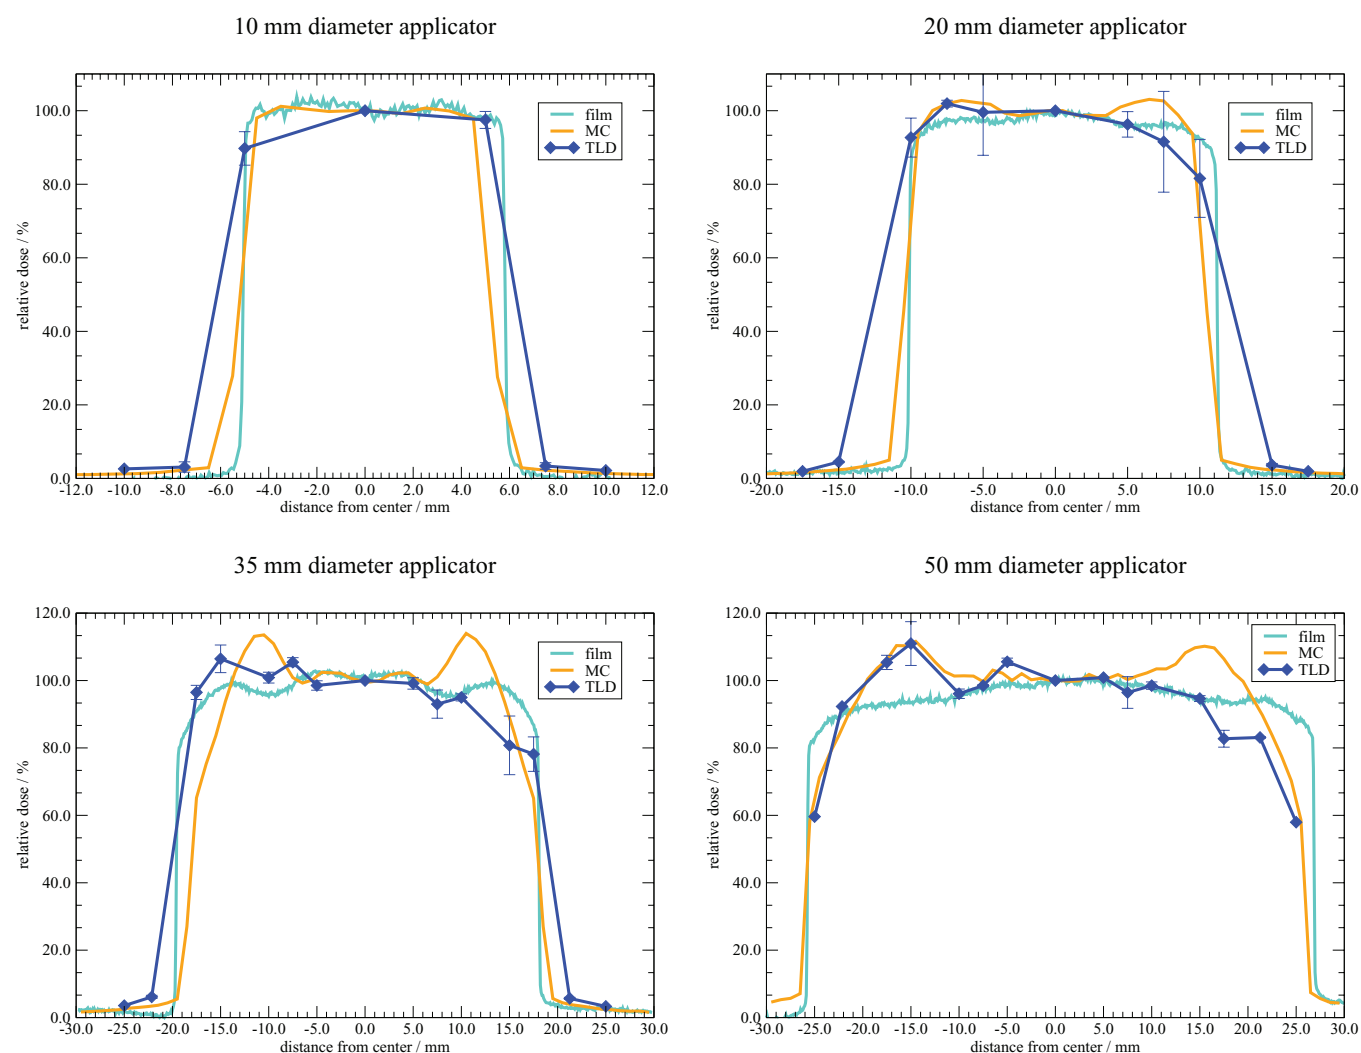 10 mm diameter applicator
100.0
80.0
60.0
40.0
20.0
0.0
relative dose / %
film
MC
TLD
-12.0 -10.0 -8.0 -6.0 -4.0 -2.0 0.0 2.0 4.0 6.0 8.0 10.0 12.0
distance from center / mm
20 mm diameter applicator
100.0
80.0
60.0
40.0
20.0
0.0
relative dose / %
film
MC
TLD
-20.0 -15.0 -10.0 -5.0 0.0 5.0 10.0 15.0 20.0
distance from center / mm
35 mm diameter applicator
120.0
100.0
80.0
60.0
40.0
20.0
0.0
relative dose / %
film
MC
TLD
-30.0 -25.0 -20.0 -15.0 -10.0 -5.0 0.0 5.0 10.0 15.0 20.0 25.0 30.0
distance from center / mm
50 mm diameter applicator
120.0
100.0
80.0
60.0
40.0
20.0
0.0
relative dose / %
film
MC
TLD
-30.0 -25.0 -20.0 -15.0 -10.0 -5.0 0.0 5.0 10.0 15.0 20.0 25.0 30.0
distance from center / mm